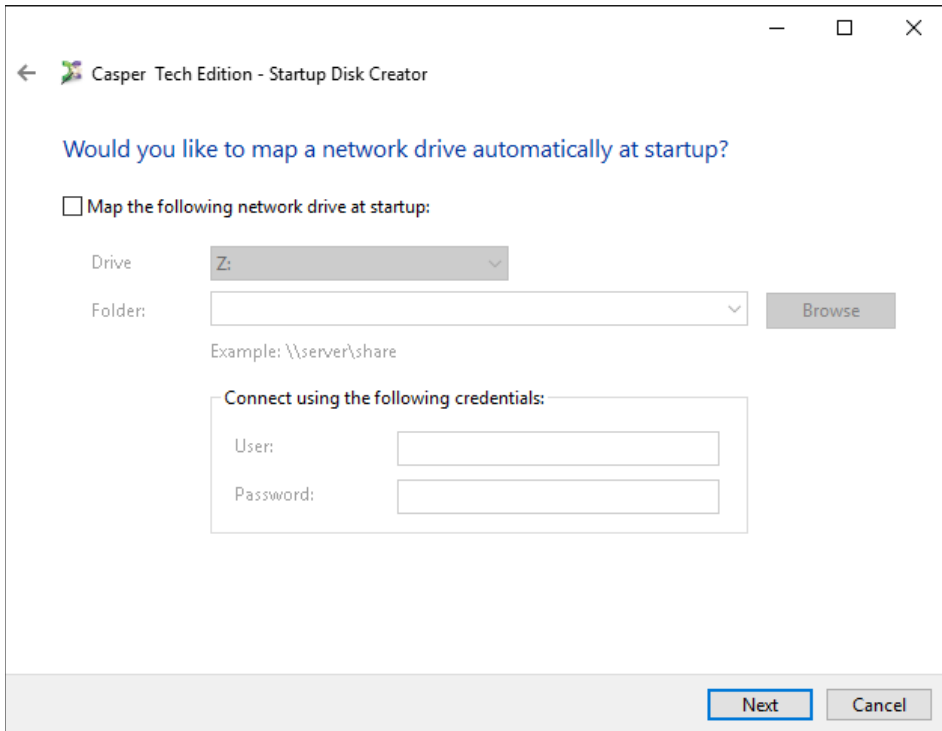 Casper Tech Edition - Startup Disk Creator
Would you like to map a network drive automatically at startup?
Map the following network drive at startup:
Drive Z:
Folder: Browse
Example: \\server\share
Connect using the following credentials:
User:
Password:
Next Cancel